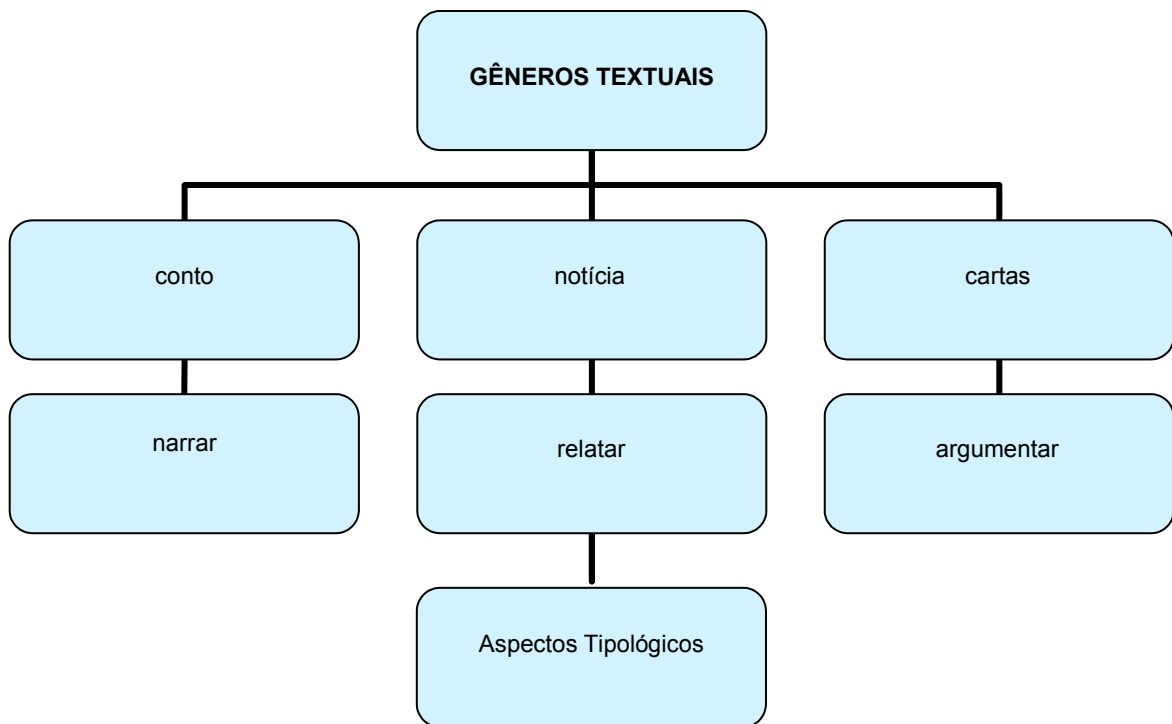 GÊNEROS TEXTUAIS
conto
notícia
cartas
narrar
relatar
argumentar
Aspectos Tipológicos